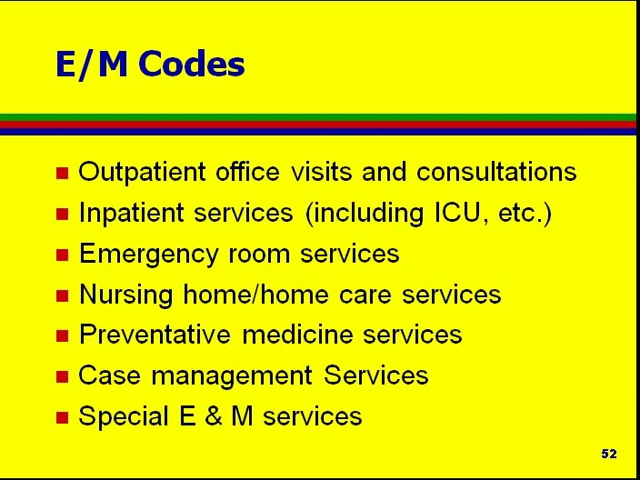 E/M Codes
Outpatient office visits and consultations
Inpatient services (including ICU, etc.)
Emergency room services
Nursing home/home care services
Preventative medicine services
Case management Services
Special E & M services
52